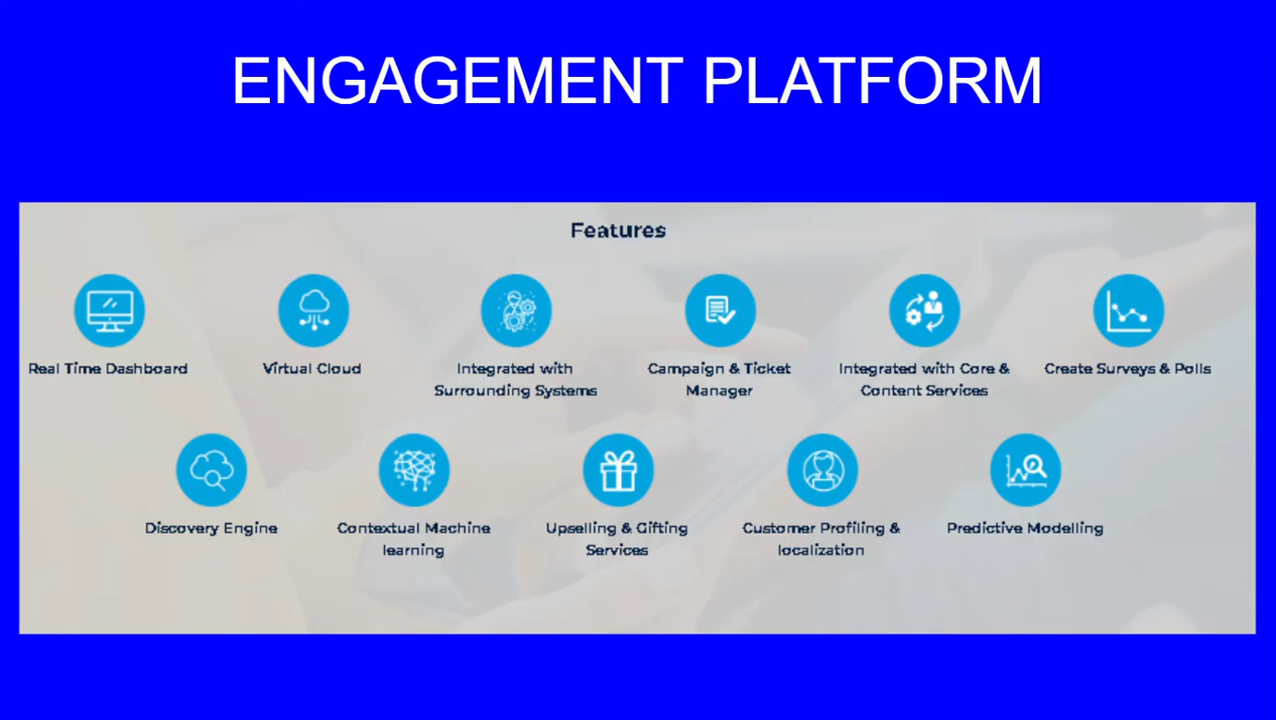 ENGAGEMENT PLATFORM
Features
Real Time Dashboard
Virtual Cloud
Integrated with
Surrounding Systems
Campaign & Ticket
Manager
Integrated with Core &
Content Services
Create Surveys & Polls
Discovery Engine
Contextual Machine
learning
Upselling & Gifting
Services
Customer Profiling &
localization
Predictive Modelling